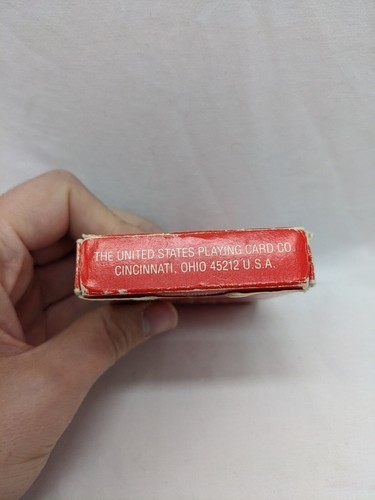 THE UNITED STATES PLAYING CARD CO
CINCINNATI, OHIO 45212 U.S.A.